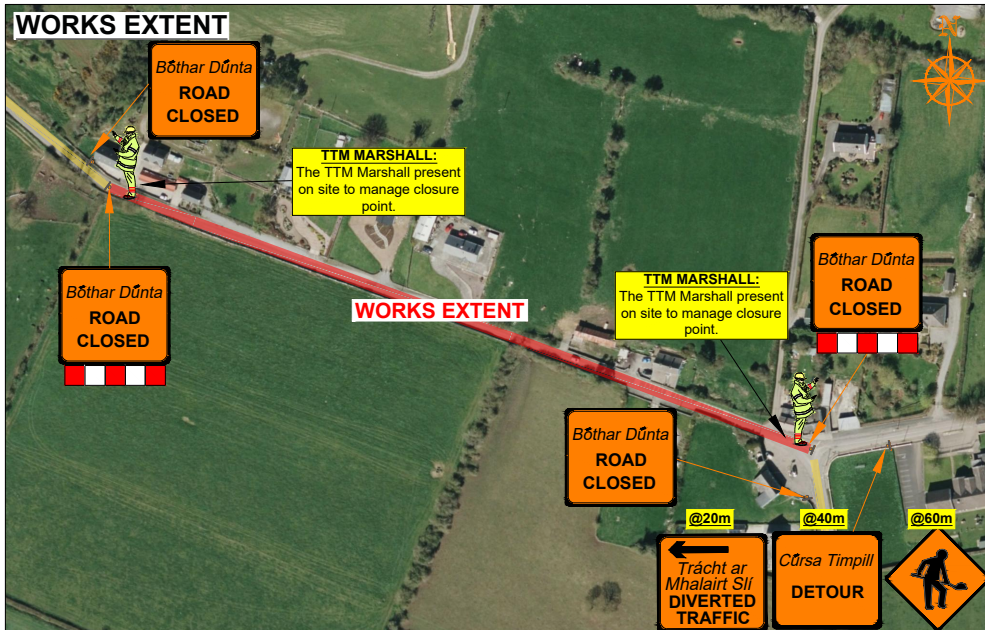 WORKS EXTENT
N
Bóthar Dúnta
ROAD
CLOSED
TTM MARSHALL:
The TTM Marshall present
on site to manage closure
point.
Bóthar Dúnta
ROAD
CLOSED
Bóthar Dúnta
ROAD
CLOSED
WORKS EXTENT
TTM MARSHALL:
The TTM Marshall present
on site to manage closure
point.
Bóthar Dúnta
ROAD
CLOSED
@20m
@40m
@60m
Trácht ar
Mhalairt Slí
DIVERTED
TRAFFIC
Cúrsa Timpill
DETOUR